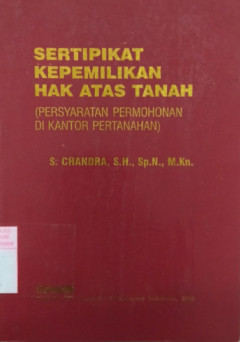 SERTIPIKAT
KEPEMILIKAN
HAK ATAS TANAH
(PERSYARATAN PERMOHONAN
DI KANTOR PERTANAHAN)
S. CHANDRA, S.H., Sp.N., M.Kn.